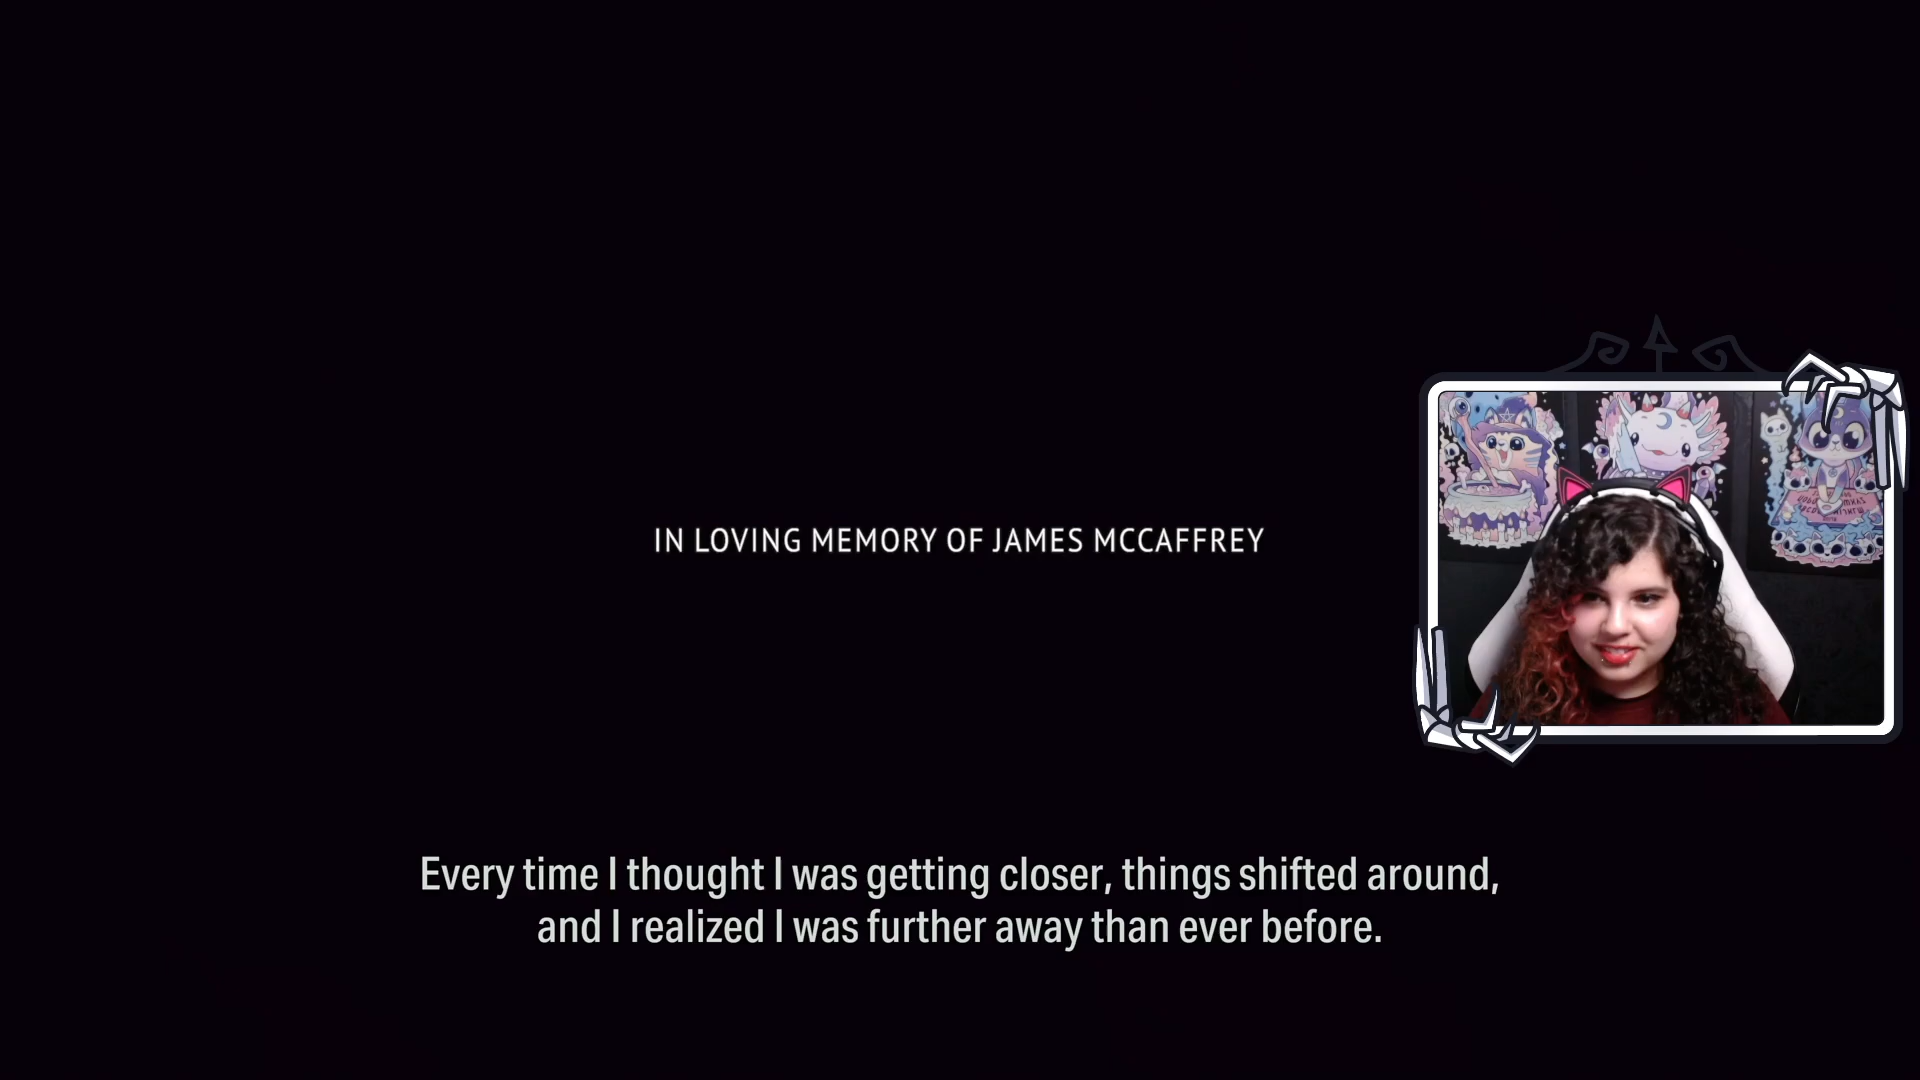 IN LOVING MEMORY OF JAMES MCCAFFREY
Every time I thought I was getting closer, things shifted around,
and I realized I was further away than ever before.